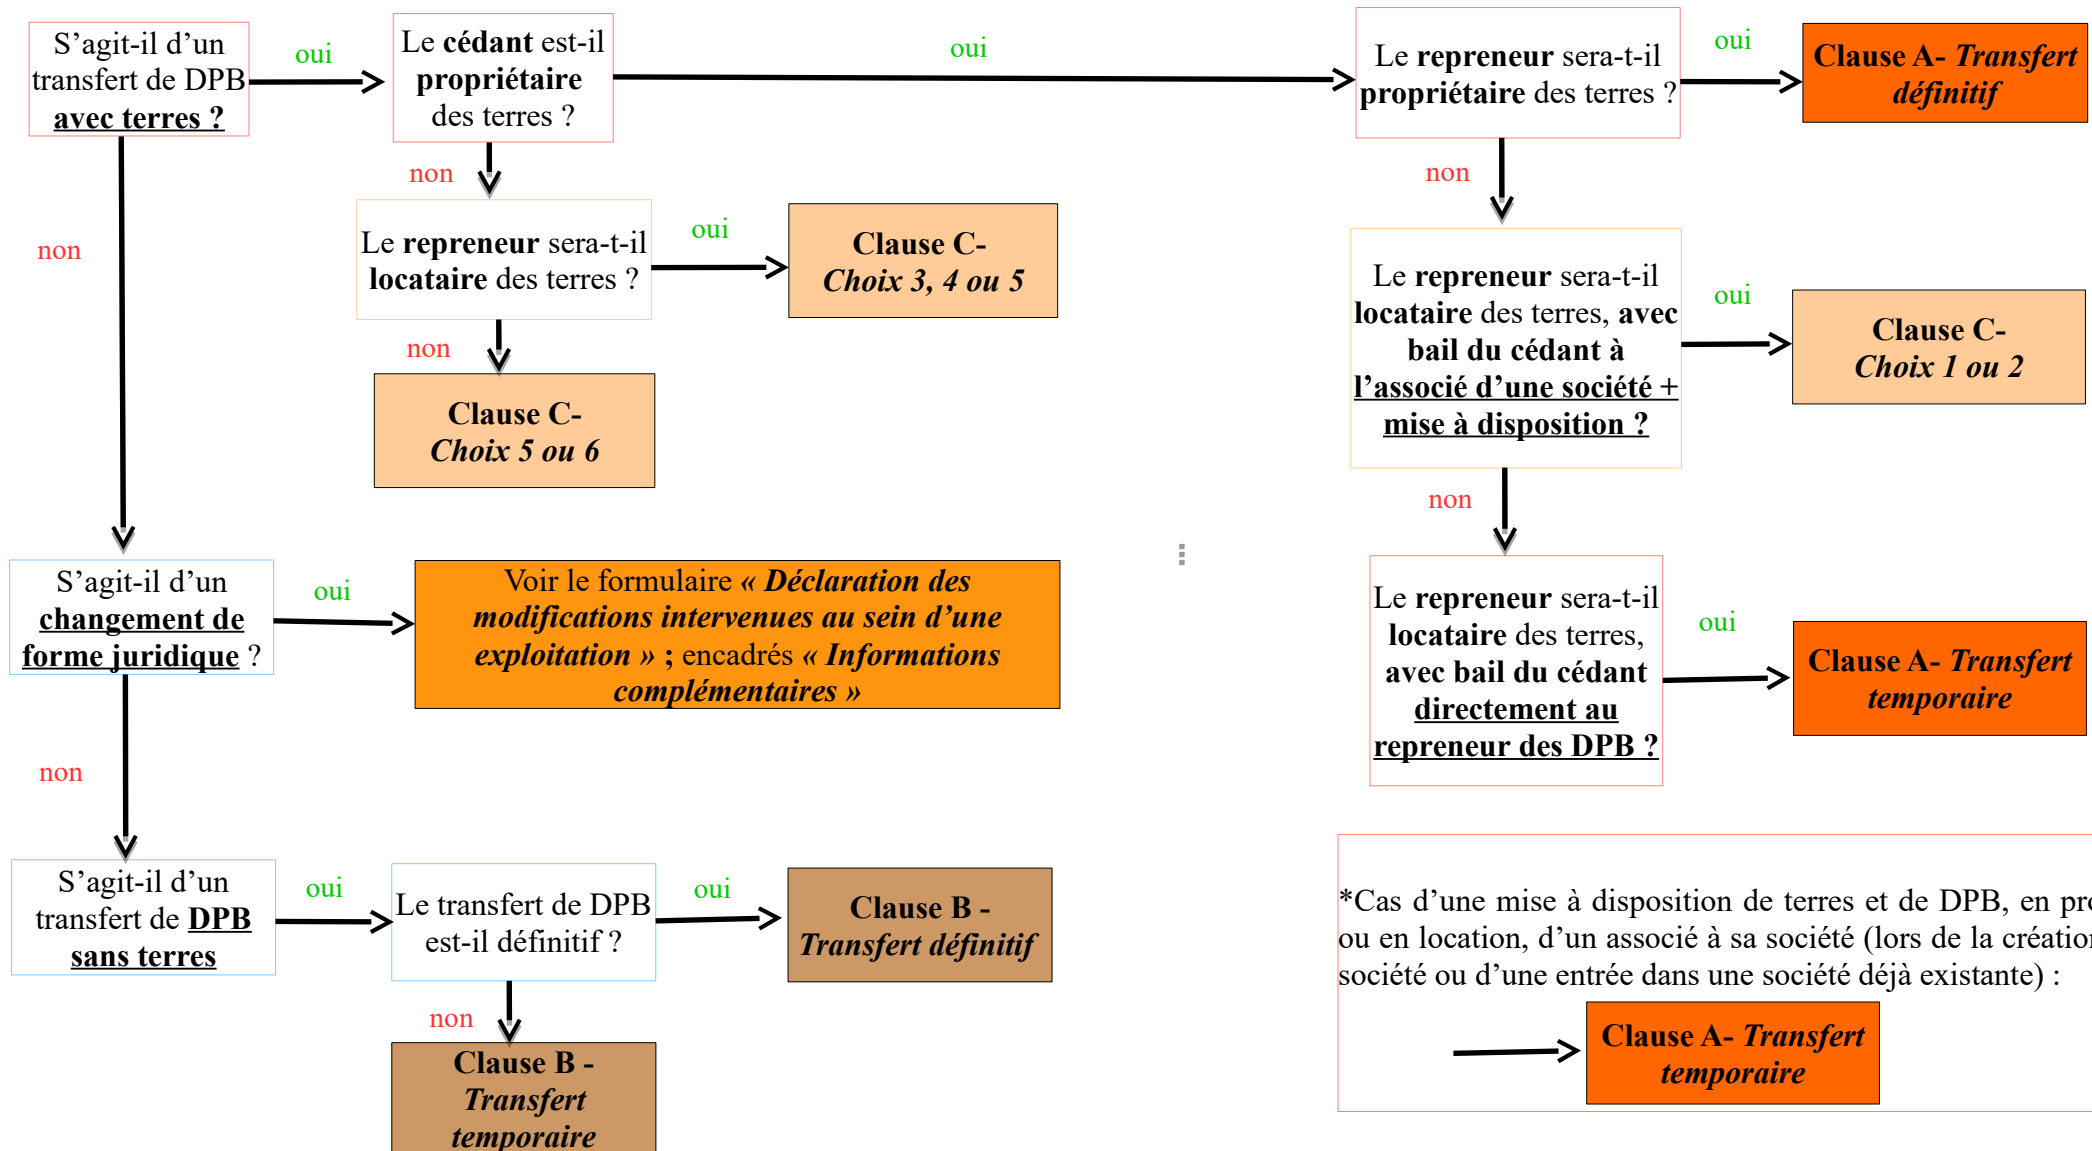 S’agit-il d’un
transfert de DPB
avec terres ?
oui
Le cédant est-il
propriétaire
des terres ?
oui
Le repreneur sera-t-il
propriétaire des terres ?
oui
Clause A- Transfert
définitif
non
non
non
Le repreneur sera-t-il
locataire des terres ?
oui
Clause C-
Choix 3, 4 ou 5
non
Clause C-
Choix 5 ou 6
Le repreneur sera-t-il
locataire des terres, avec
bail du cédant à
l’associé d’une société +
mise à disposition ?
oui
Clause C-
Choix 1 ou 2
non
Le repreneur sera-t-il
locataire des terres,
avec bail du cédant
directement au
repreneur des DPB ?
oui
Clause A- Transfert
temporaire
S’agit-il d’un
changement de
forme juridique ?
oui
Voir le formulaire « Déclaration des
modifications intervenues au sein d’une
exploitation » ; encadrés « Informations
complémentaires »
non
S’agit-il d’un
transfert de DPB
sans terres
oui
Le transfert de DPB
est-il définitif ?
oui
Clause B -
Transfert définitif
non
Clause B -
Transfert
temporaire
*Cas d’une mise à disposition de terres et de DPB, en
ou en location, d’un associé à sa société (lors de la
société ou d’une entrée dans une société déjà existante) :
Clause A- Transfert
temporaire